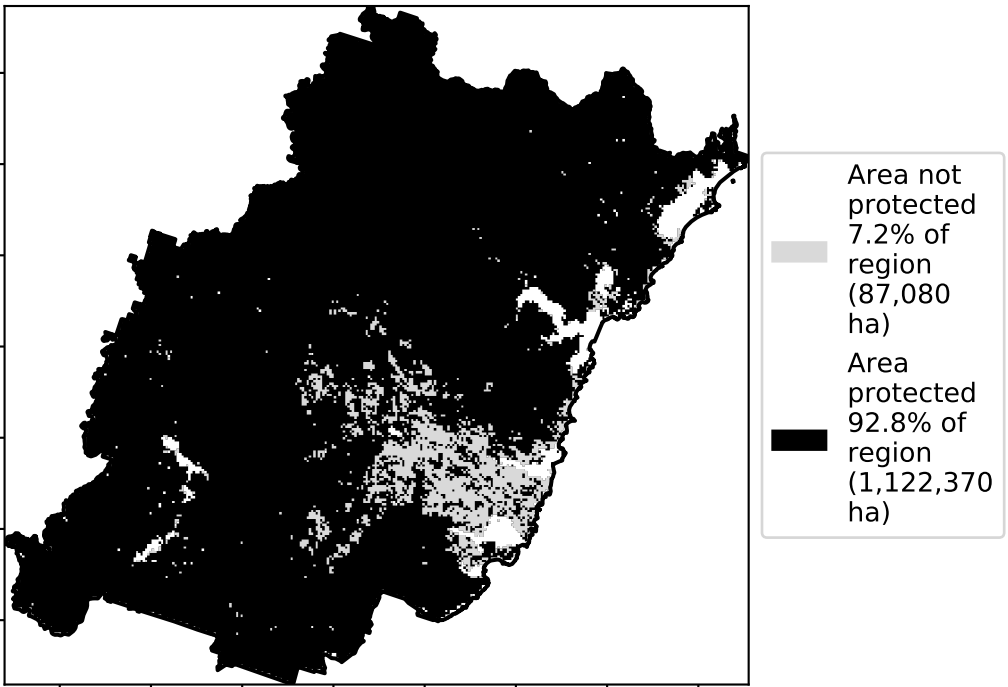 Area not
protected
7.2% of
region
(87,080
ha)
Area
protected
92.8% of
region
(1,122,370
ha)